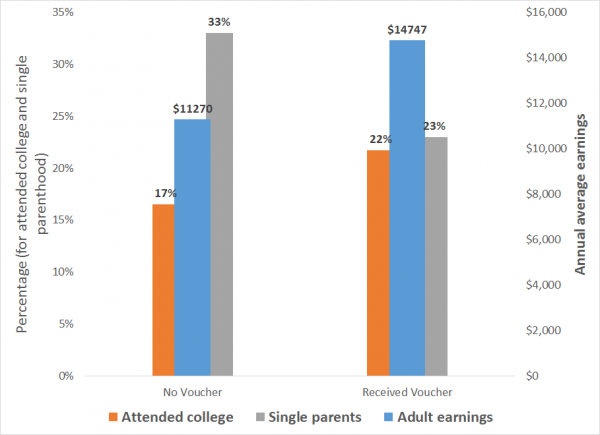 35%
30%
25%
20%
15%
10%
5%
0%
Percentage (for attended college and single
parenthood)
17%
$11270
33%
22%
$14747
23%
$16,000
$14,000
$12,000
$10,000
$8,000
$6,000
$4,000
$2,000
$0
Annual average earnings
No Voucher
Received Voucher
Attended college
Single parents
Adult earnings